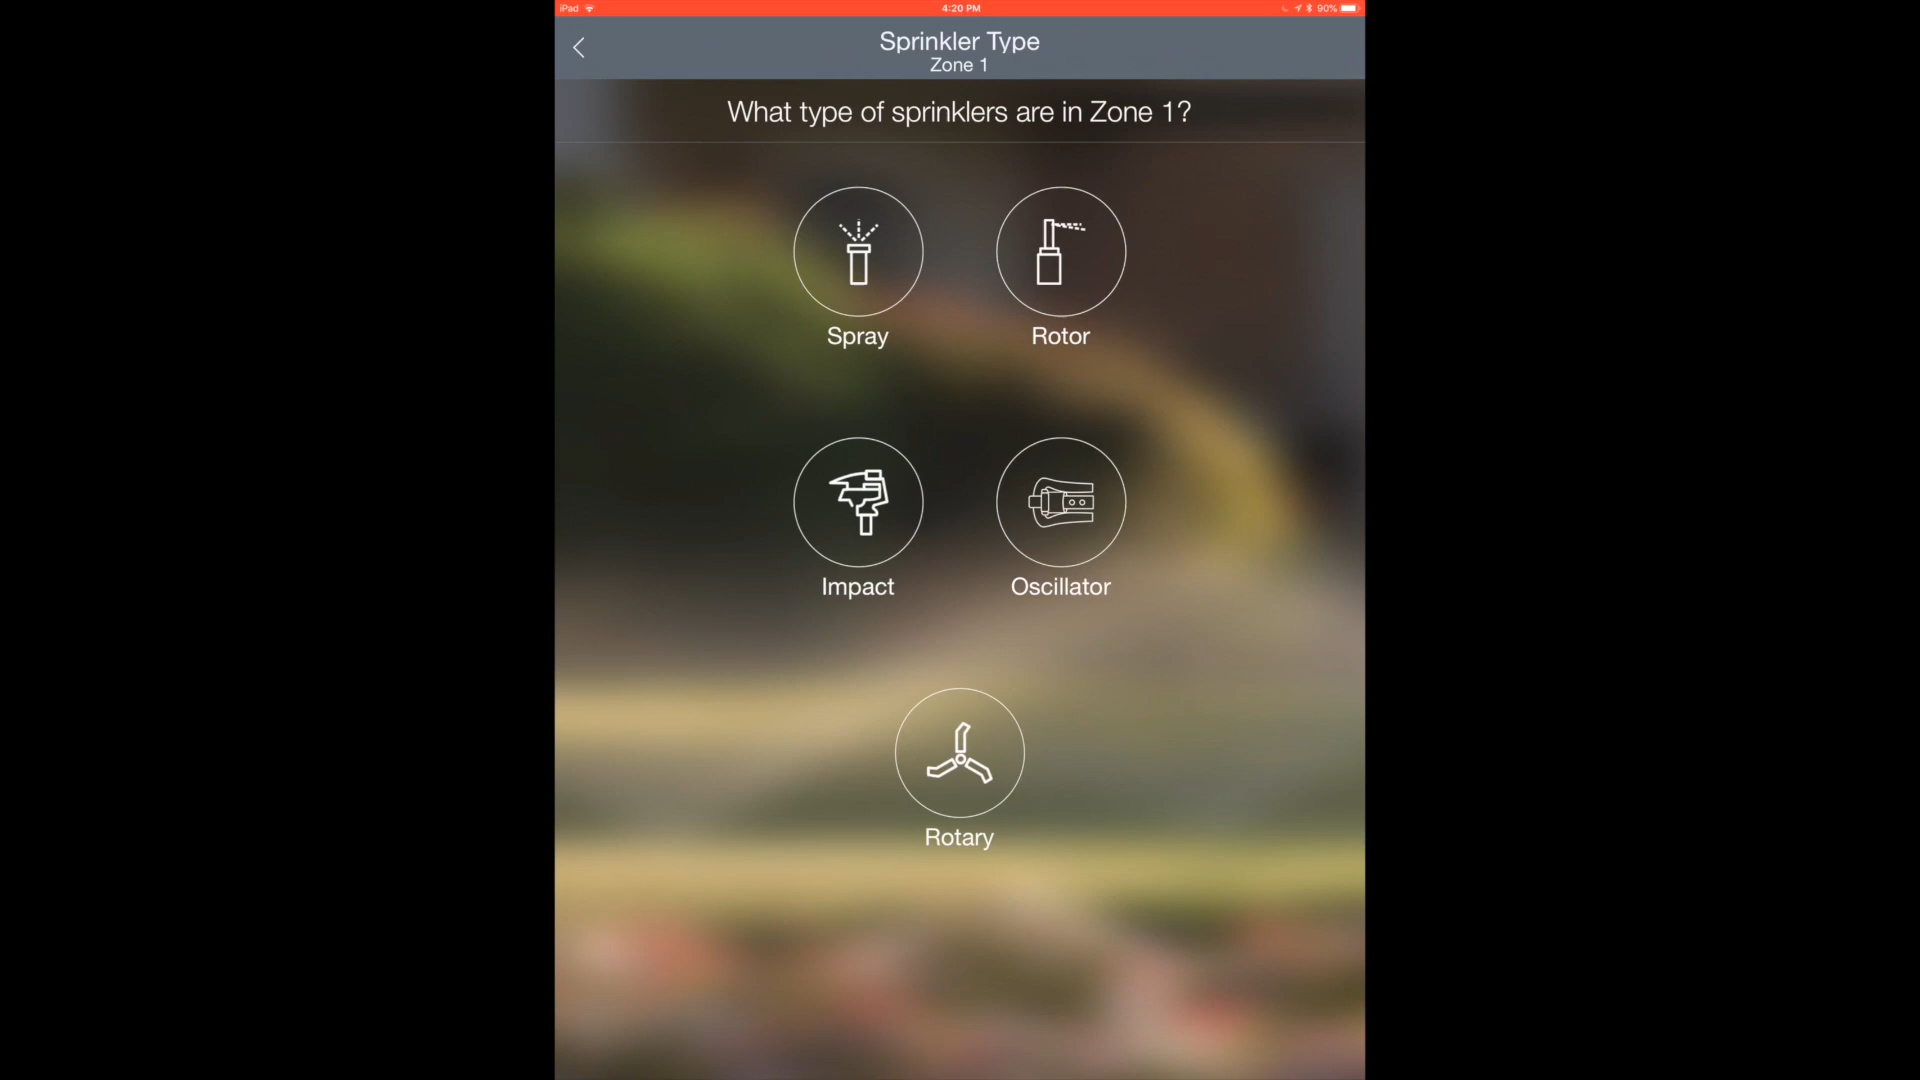 iPad 4:20 PM 90%
Sprinkler Type
Zone 1
What type of sprinklers are in Zone 1?
Spray Rotor
Impact Oscillator
Rotary